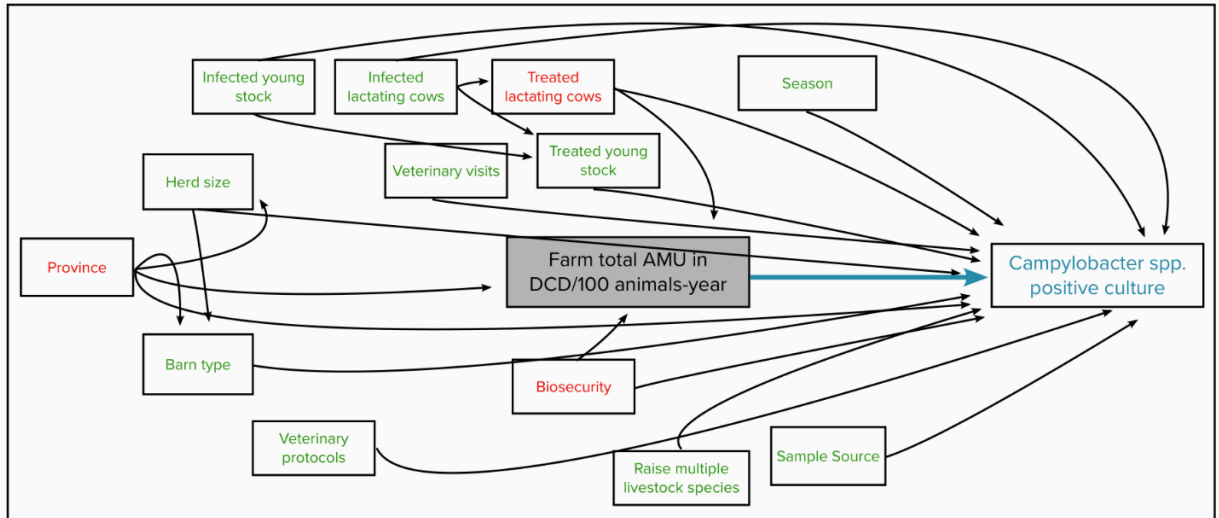 Infected young
stock
Infected
lactating cows
Treated
lactating cows
Season
Treated young
stock
Veterinary visits
Herd size
Province
Farm total AMU in
DCD/100 animals-year
Campylobacter spp.
positive culture
Barn type
Biosecurity
Veterinary
protocols
Raise multiple
livestock species
Sample Source